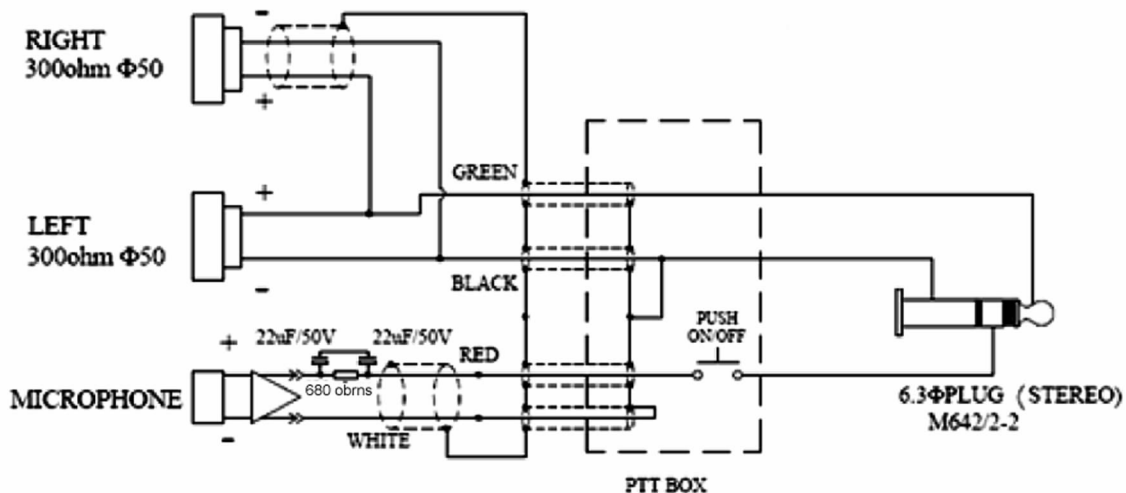 RIGHT
300ohm Φ50
-
+
GREEN
LEFT
300ohm Φ50
+
-
BLACK
PUSH
ON/OFF
+
22uF/50V 22uF/50V
RED
680 obrns
MICROPHONE
-
WHITE
6.3ΦPLUG (STEREO)
M642/2-2
PTT BOX